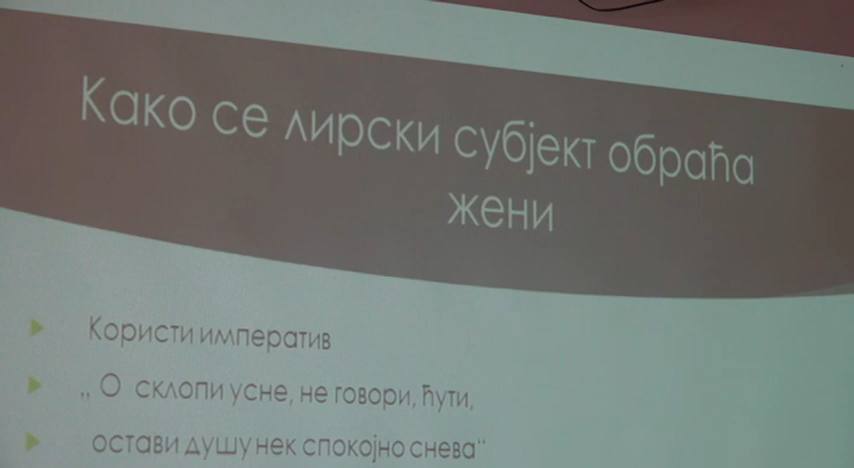 Како се лирски субјект обраћа
жени
Користи императив
„ О склопи усне, не говори, ћути,
остави душу нек спокојно снева“